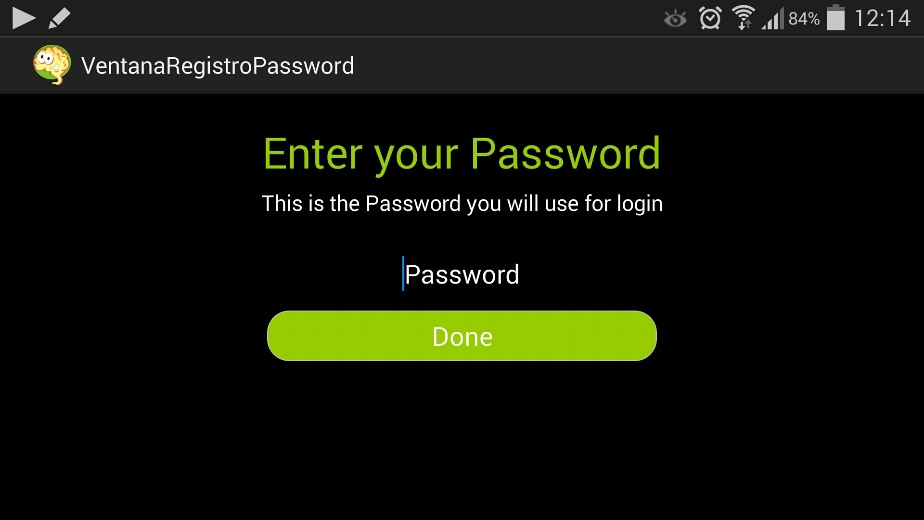 84% 12:14
VentanaRegistroPassword
Enter your Password
This is the Password you will use for login
Password
Done